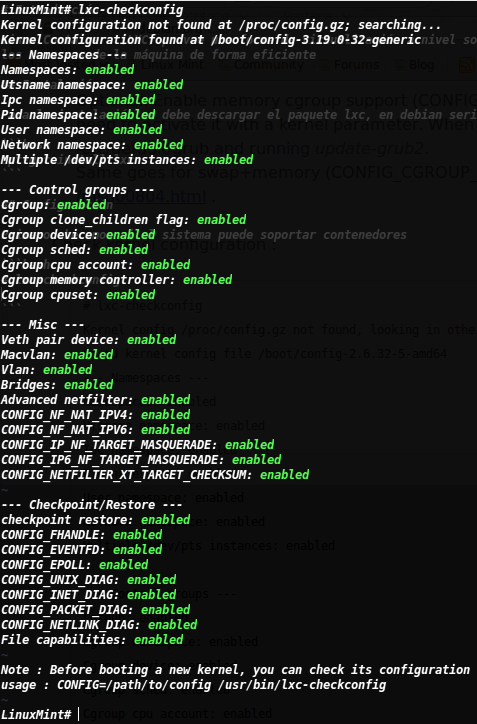 LinuxMint# lxc-checkconfig
Kernel configuration not found at /proc/config.gz; searching...
Kernel configuration found at /boot/config-3.19.0-32-generic
--- Namespaces ---
Namespaces: enabled
Utsname namespace: enabled
Ipc namespace: enabled
Pid namespace: enabled
User namespace: enabled
Network namespace: enabled
Multiple /dev/pts instances: enabled

--- Control groups ---
Cgroup: enabled
Cgroup clone_children flag: enabled
Cgroup device: enabled
Cgroup sched: enabled
Cgroup cpu account: enabled
Cgroup memory controller: enabled
Cgroup cpuset: enabled

--- Misc ---
Veth pair device: enabled
Macvlan: enabled
Vlan: enabled
Bridges: enabled
Advanced netfilter: enabled
CONFIG_NF_NAT_IPV4: enabled
CONFIG_NF_NAT_IPV6: enabled
CONFIG_IP_NF_TARGET_MASQUERADE: enabled
CONFIG_IP6_NF_TARGET_MASQUERADE: enabled
CONFIG_NETFILTER_XT_TARGET_CHECKSUM: enabled

--- Checkpoint/Restore ---
checkpoint restore: enabled
CONFIG_FHANDLE: enabled
CONFIG_EVENTFD: enabled
CONFIG_EPOLL: enabled
CONFIG_UNIX_DIAG: enabled
CONFIG_INET_DIAG: enabled
CONFIG_PACKET_DIAG: enabled
CONFIG_NETLINK_DIAG: enabled
File capabilities: enabled

Note : Before booting a new kernel, you can check its configuration
usage : CONFIG=/path/to/config /usr/bin/lxc-checkconfig

LinuxMint#